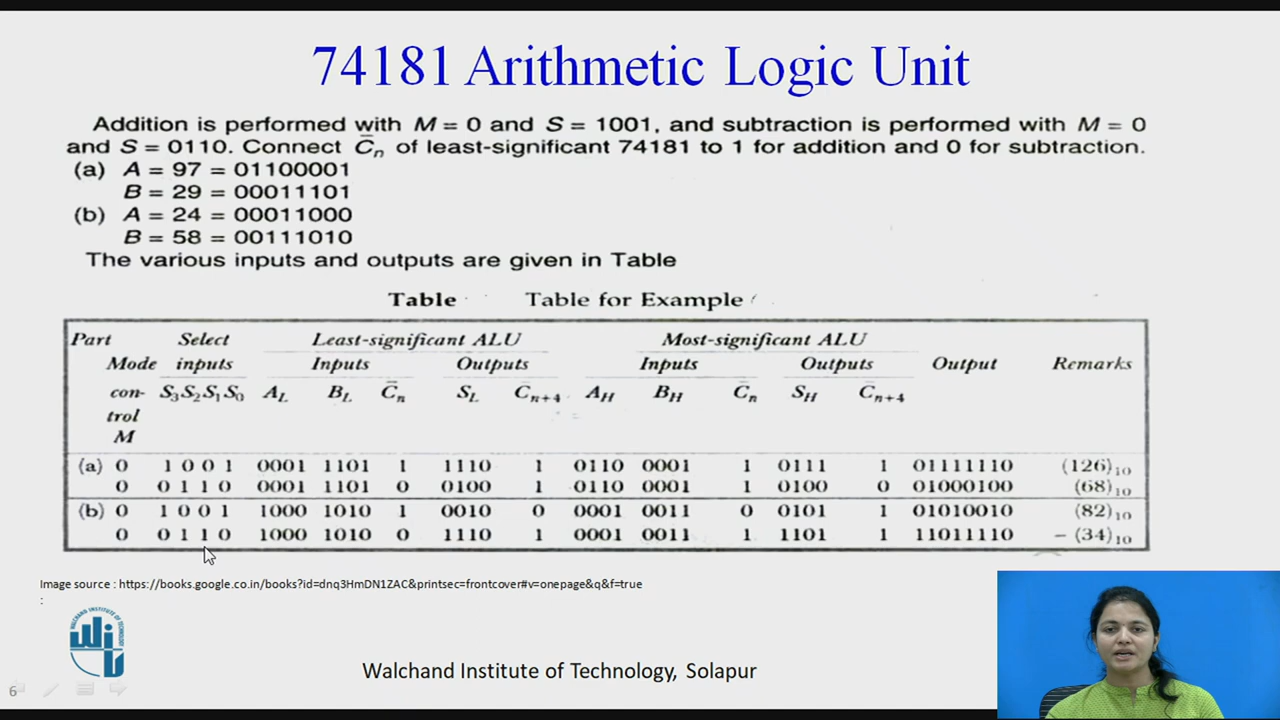 74181 Arithmetic Logic Unit
Addition is performed with M = 0 and S = 1001, and subtraction is performed with M = 0
and S = 0110. Connect C̄n of least-significant 74181 to 1 for addition and 0 for subtraction.
(a) A = 97 = 01100001
B = 29 = 00011101
(b) A = 24 = 00011000
B = 58 = 00111010
The various inputs and outputs are given in Table
Table Table for Example
Part Select Least-significant ALU Most-significant ALU
Mode inputs Inputs Outputs Inputs Outputs Output Remarks
con- S3S2S1S0 AL BL C̄n SL C̄n+4 AH BH C̄n SH C̄n+4
trol
M
(a) 0 1 0 0 1 0001 1101 1 1110 1 0110 0001 1 0111 1 01111110 (126)10
0 0 1 1 0 0001 1101 0 0100 1 0110 0001 1 0100 0 01000100 (68)10
(b) 0 1 0 0 1 1000 1010 1 0010 0 0001 0011 0 0101 1 01010010 (82)10
0 0 1 1 0 1000 1010 0 1110 1 0001 0011 1 1101 1 11011110 – (34)10
Image source : https://books.google.co.in/books?id=dnq3HmDN1ZAC&printsec=frontcover#v=onepage&q&f=true
:
Walchand Institute of Technology, Solapur
6